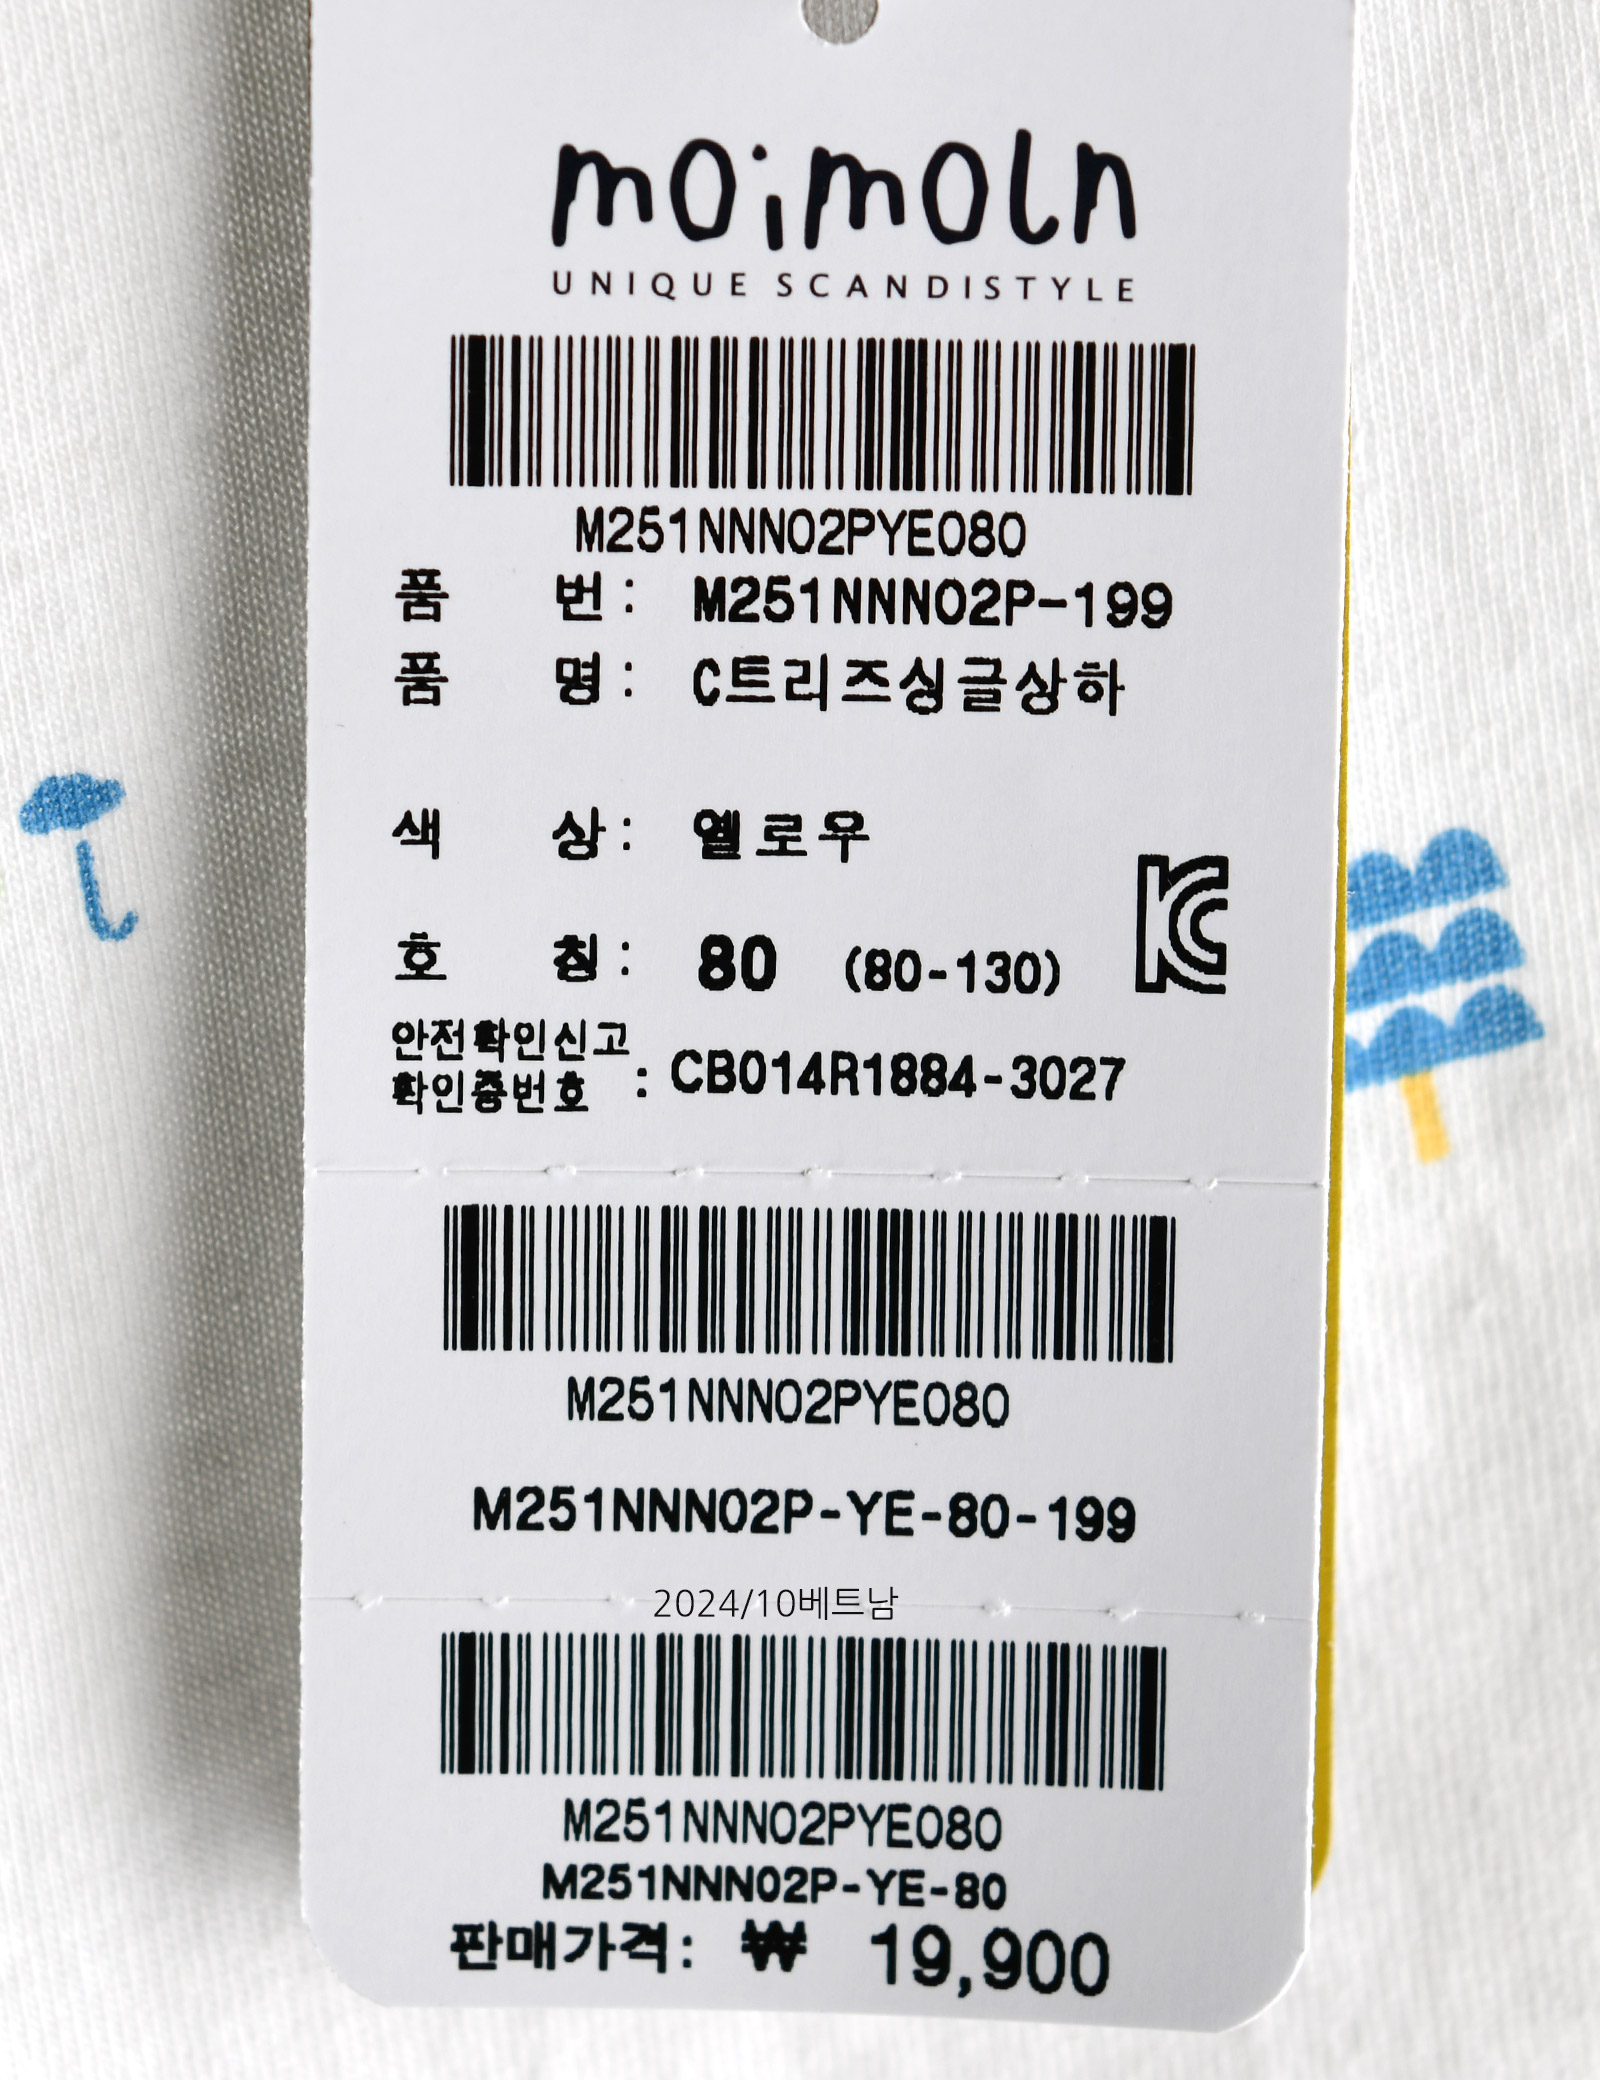 moimoln
UNIQUE SCANDISTYLE
M251NNN02PYE080
품 번 : M251NNN02P-199
품 명 : C트리즈싱글상하
색 상 : 옐로우
호 칭 : 80 (80-130)
안전확인신고
확인증번호 : CB014R1884-3027
M251NNN02PYE080
M251NNN02P-YE-80-199
2024/10베트남
M251NNN02PYE080
M251NNN02P-YE-80
판매가격: ₩ 19,900